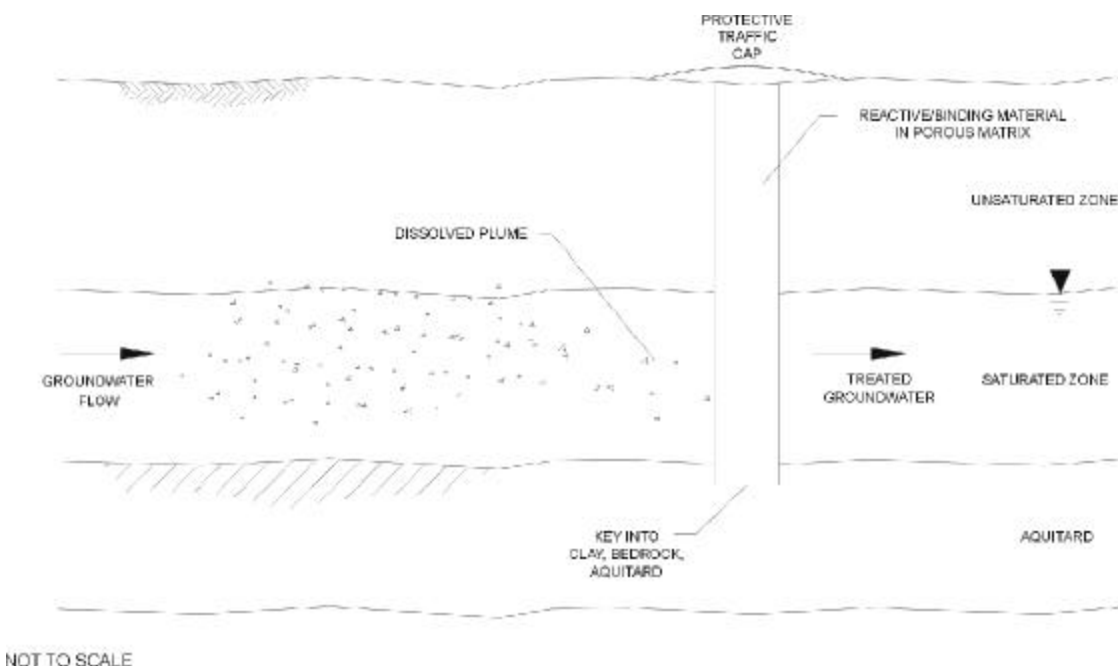 PROTECTIVE
TRAFFIC
CAP
REACTIVE/BINDING MATERIAL
IN POROUS MATRIX
UNSATURATED ZONE
DISSOLVED PLUME
GROUNDWATER
FLOW
TREATED
GROUNDWATER
SATURATED ZONE
KEY INTO
CLAY, BEDROCK,
AQUITARD
AQUITARD
NOT TO SCALE